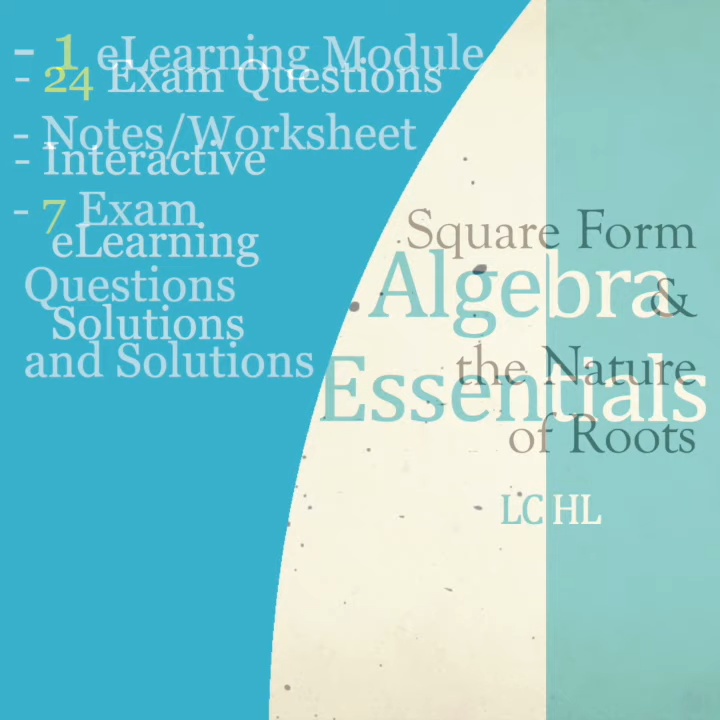 - 1 eLearning Module
- 24 Exam Questions
- Notes/Worksheet
- Interactive
- 7 Exam
eLearning
Questions
Solutions
and Solutions
Square Form
Algebra
&
the Nature
Essentials
of Roots
LC HL